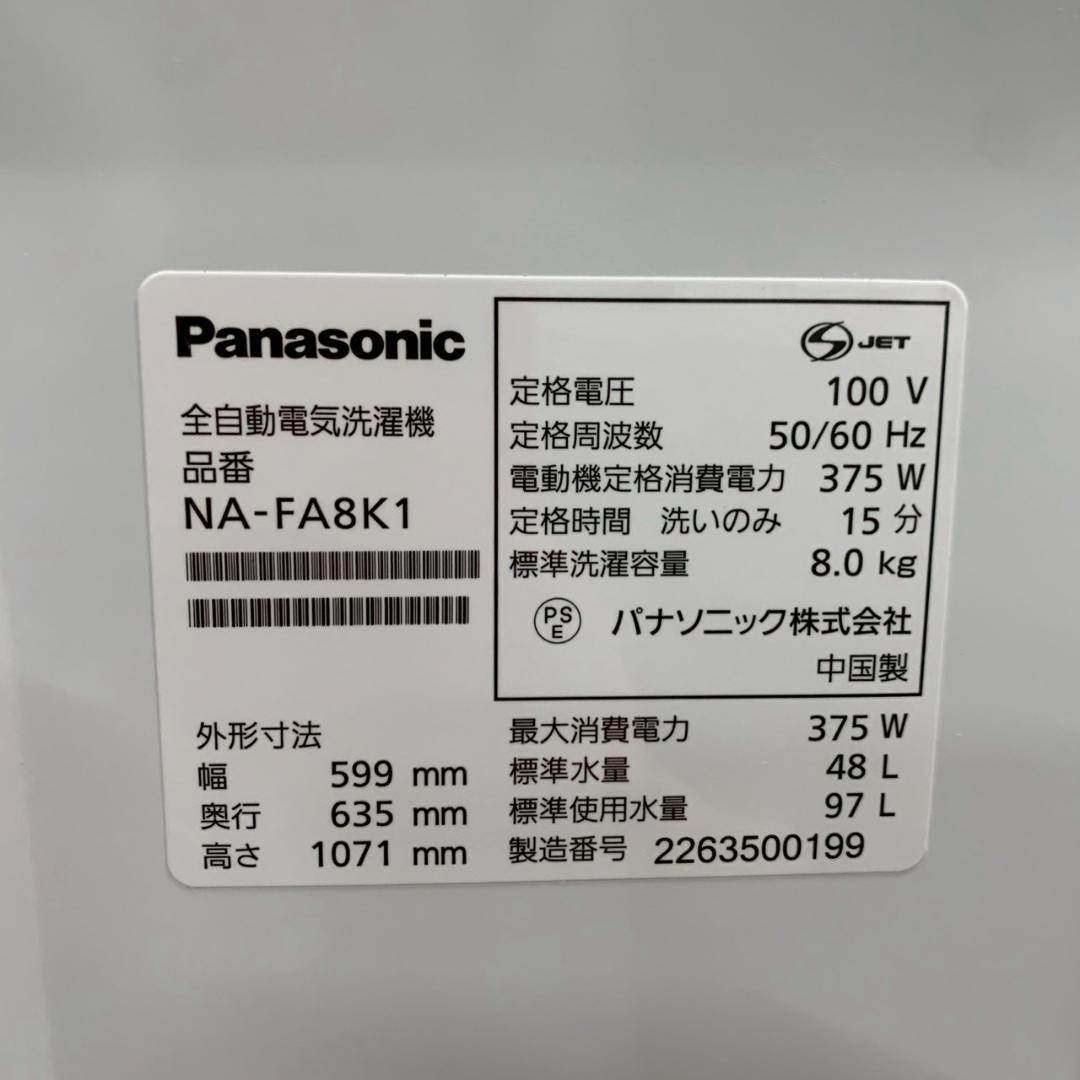 Panasonic
全自動電気洗濯機
品番
NA-FA8K1
JET
定格電圧 100 V
定格周波数 50/60 Hz
電動機定格消費電力 375 W
定格時間 洗いのみ 15 分
標準洗濯容量 8.0 kg
PS
E
パナソニック株式会社
中国製
外形寸法
幅 599 mm
奥行 635 mm
高さ 1071 mm
最大消費電力 375 W
標準水量 48 L
標準使用水量 97 L
製造番号 2263500199